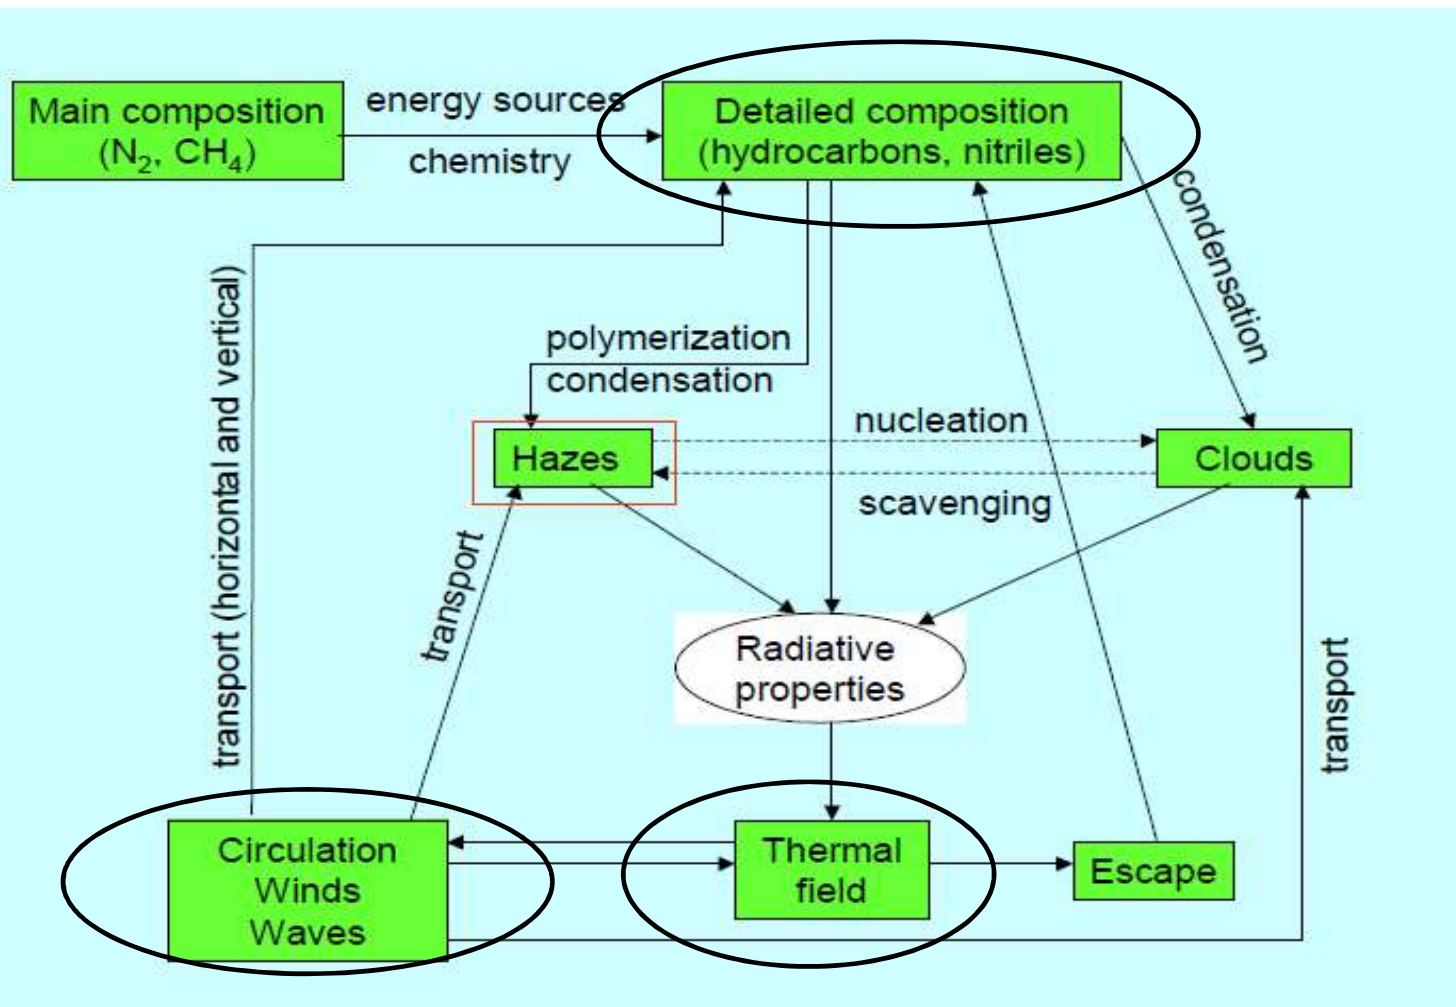 Main composition
(N₂, CH₄)
energy sources
chemistry
Detailed composition
(hydrocarbons, nitriles)
condensation
transport (horizontal and vertical)
polymerization
condensation
Hazes
nucleation
scavenging
Clouds
transport
Radiative
properties
transport
Circulation
Winds
Waves
Thermal
field
Escape